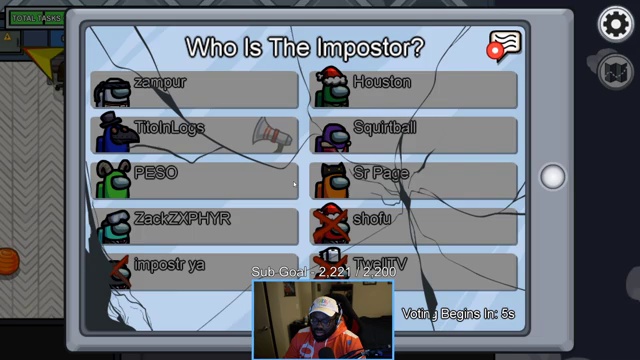 TOTAL TASKS
Who Is The Impostor?
zampur
Houston
TitoInLogs
Squirtball
PESO
Sr Page
ZackZXPHYR
shofu
impostr ya
TwellTV
Sub-Goal - 2,221 / 2,200
Voting Begins In: 5s